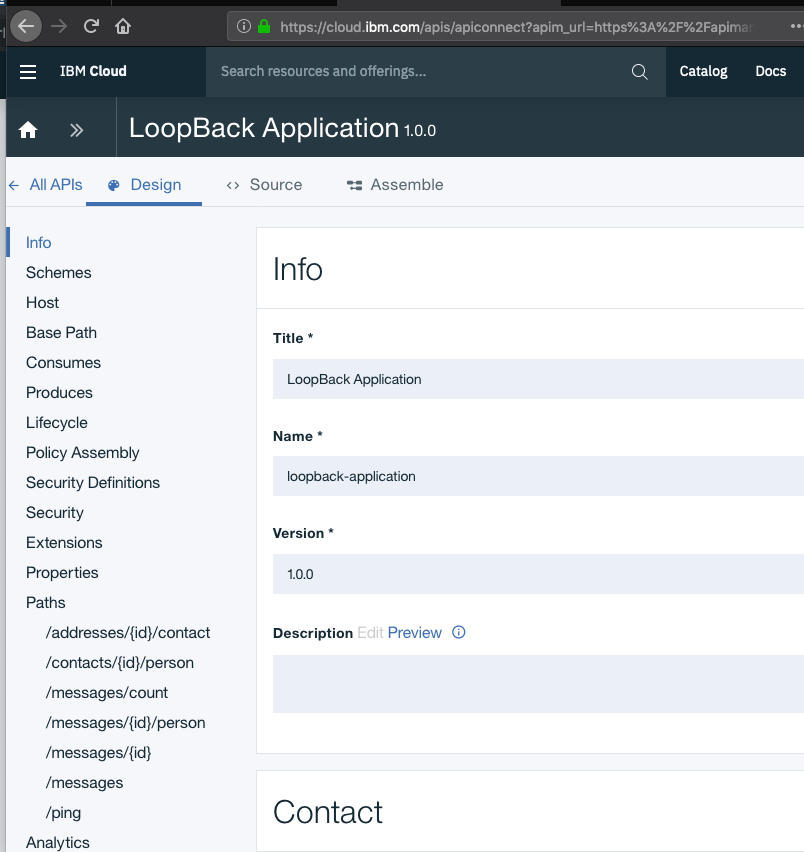 https://cloud.ibm.com/apis/apiconnect?apim_url=https%3A%2F%2Fapimar
IBM Cloud
Search resources and offerings...
Catalog
Docs
LoopBack Application 1.0.0
All APIs
Design
Source
Assemble
Info
Schemes
Host
Base Path
Consumes
Produces
Lifecycle
Policy Assembly
Security Definitions
Security
Extensions
Properties
Paths
/addresses/{id}/contact
/contacts/{id}/person
/messages/count
/messages/{id}/person
/messages/{id}
/messages
/ping
Analytics
Info
Title *
LoopBack Application
Name *
loopback-application
Version *
1.0.0
Description Edit Preview
Contact